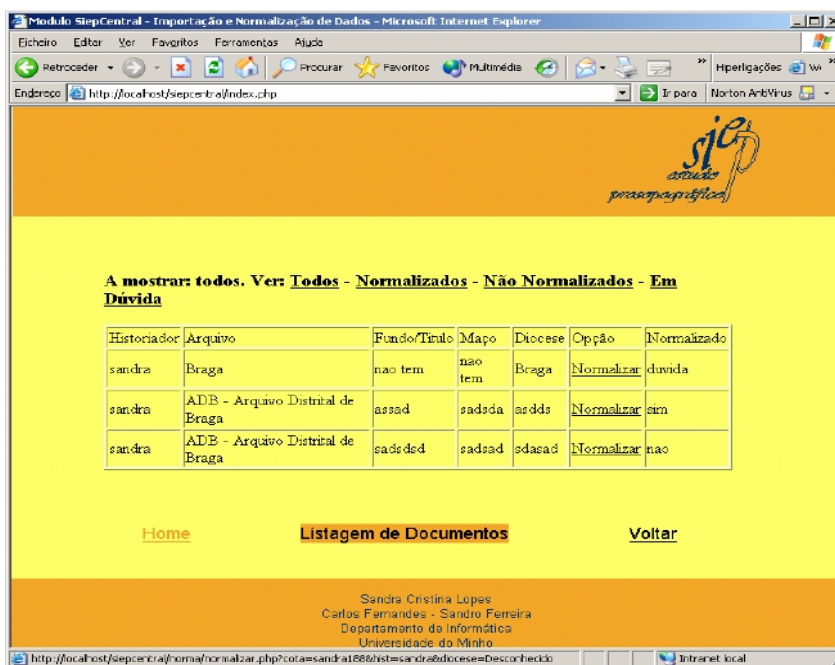 Modulo SiepCentral - Importação e Normalização de Dados - Microsoft Internet Explorer
Ficheiro Editar Ver Favoritos Ferramentas Ajuda
Retroceder Procurar Favoritos Multimédia Hiperligações
Endereço http://localhost/siepcentral/index.php Ir para Norton AntiVirus
siep
estudo
prosopográfico
A mostrar: todos. Ver: Todos - Normalizados - Não Normalizados - Em
Dúvida
Historiador Arquivo Fundo/Titulo Maço Diocese Opção Normalizado
sandra Braga nao tem nao tem Braga Normalizar duvida
sandra ADB - Arquivo Distrital de Braga assad sadsda asdds Normalizar sim
sandra ADB - Arquivo Distrital de Braga sadsdsd sadsad sdasad Normalizar nao
Home Listagem de Documentos Voltar
Sandra Cristina Lopes
Carlos Fernandes - Sandro Ferreira
Departamento de Informática
Universidade do Minho
http://localhost/siepcentral/norma/normalizar.php?cota=sandra188&hist=sandra&diocese=Desconhecido Intranet local